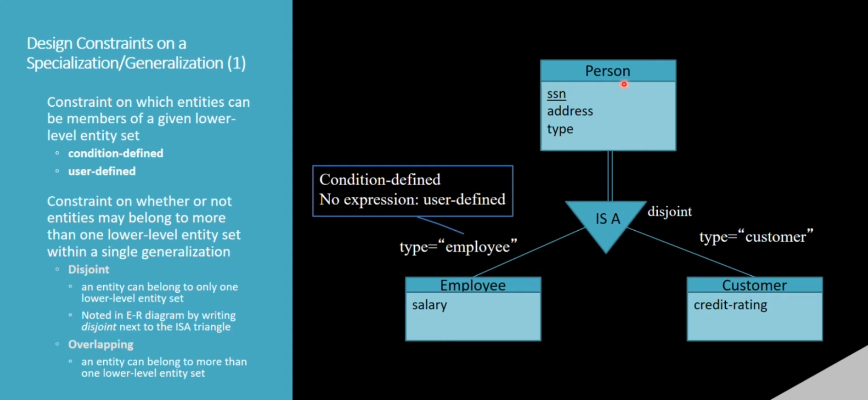 Design Constraints on a
Specialization/Generalization (1)
Constraint on which entities can
be members of a given lower-
level entity set
◦ condition-defined
◦ user-defined
Constraint on whether or not
entities may belong to more
than one lower-level entity set
within a single generalization
◦ Disjoint
◦ an entity can belong to only one
lower-level entity set
◦ Noted in E-R diagram by writing
disjoint next to the ISA triangle
◦ Overlapping
◦ an entity can belong to more than
one lower-level entity set
Person
ssn
address
type
Condition-defined
No expression: user-defined
IS A
disjoint
type=“employee”
type=“customer”
Employee
salary
Customer
credit-rating